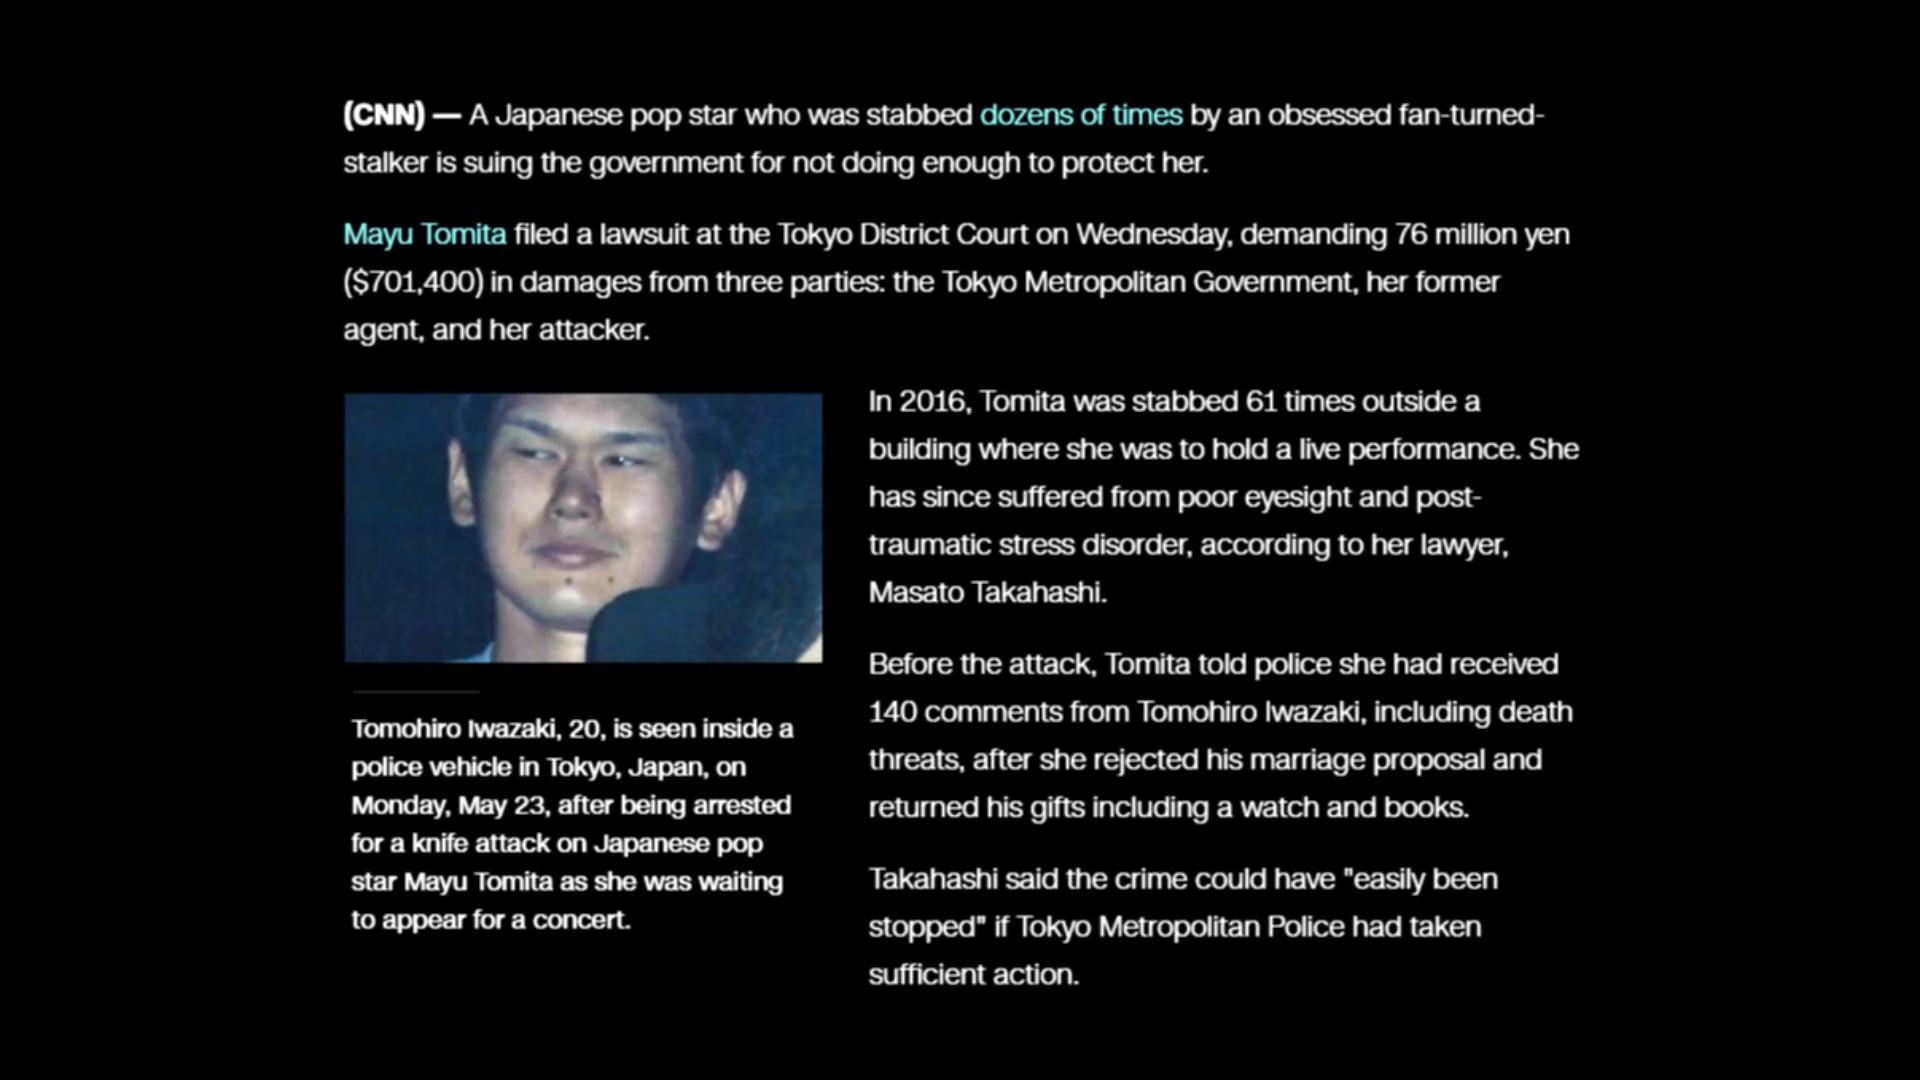 (CNN) — A Japanese pop star who was stabbed dozens of times by an obsessed fan-turned-
stalker is suing the government for not doing enough to protect her.
Mayu Tomita filed a lawsuit at the Tokyo District Court on Wednesday, demanding 76 million yen
($701,400) in damages from three parties: the Tokyo Metropolitan Government, her former
agent, and her attacker.
Tomohiro Iwazaki, 20, is seen inside a
police vehicle in Tokyo, Japan, on
Monday, May 23, after being arrested
for a knife attack on Japanese pop
star Mayu Tomita as she was waiting
to appear for a concert.
In 2016, Tomita was stabbed 61 times outside a
building where she was to hold a live performance. She
has since suffered from poor eyesight and post-
traumatic stress disorder, according to her lawyer,
Masato Takahashi.
Before the attack, Tomita told police she had received
140 comments from Tomohiro Iwazaki, including death
threats, after she rejected his marriage proposal and
returned his gifts including a watch and books.
Takahashi said the crime could have "easily been
stopped" if Tokyo Metropolitan Police had taken
sufficient action.